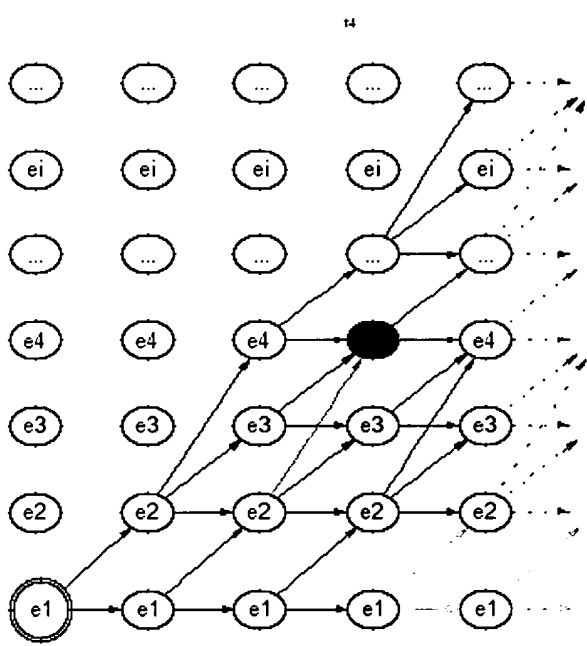 t4
... ... ... ... ...
ei ei ei ei ei
... ... ... ... ...
e4 e4 e4 e4
e3 e3 e3 e3 e3
e2 e2 e2 e2 e2
e1 e1 e1 e1 e1